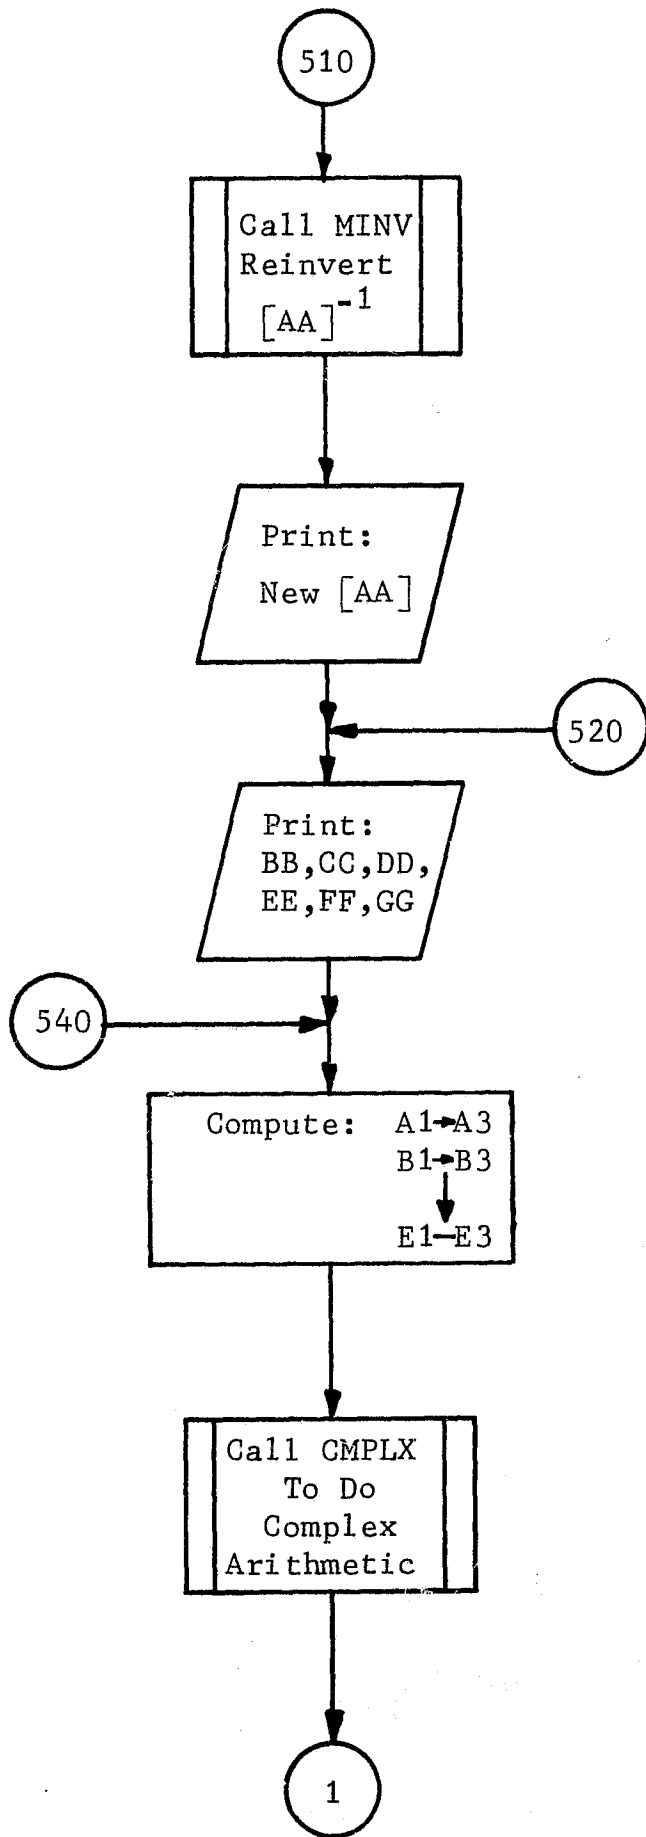 510
Call MINV
Reinvert
[AA]-1
Print:
New [AA]
520
Print:
BB,CC,DD,
EE,FF,GG
540
Compute: A1→A3
B1→B3
E1-E3
Call CMPLX
To Do
Complex
Arithmetic
1